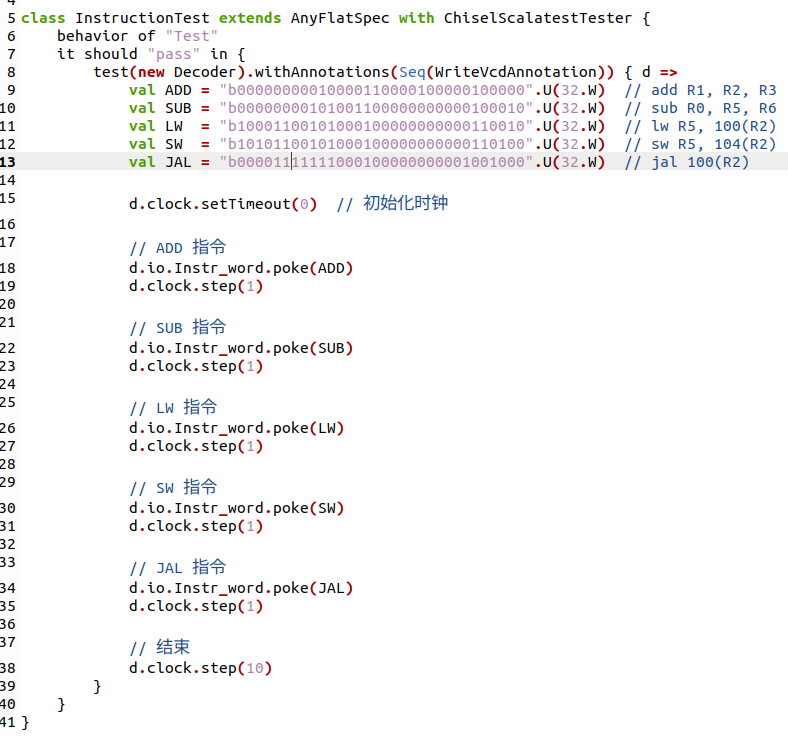 4
5 class InstructionTest extends AnyFlatSpec with ChiselScalatestTester {
6     behavior of "Test"
7     it should "pass" in {
8         test(new Decoder).withAnnotations(Seq(WriteVcdAnnotation)) { d =>
9             val ADD = "b00000000010000110000100000100000".U(32.W)  // add R1, R2, R3
10             val SUB = "b00000000101001100000000000100010".U(32.W)  // sub R0, R5, R6
11             val LW  = "b10001100101000100000000000110010".U(32.W)  // lw R5, 100(R2)
12             val SW  = "b10101100101000100000000000110100".U(32.W)  // sw R5, 104(R2)
13             val JAL = "b00001111111000100000000001001000".U(32.W)  // jal 100(R2)
14
15             d.clock.setTimeout(0)  // 初始化时钟
16
17             // ADD 指令
18             d.io.Instr_word.poke(ADD)
19             d.clock.step(1)
20
21             // SUB 指令
22             d.io.Instr_word.poke(SUB)
23             d.clock.step(1)
24
25             // LW 指令
26             d.io.Instr_word.poke(LW)
27             d.clock.step(1)
28
29             // SW 指令
30             d.io.Instr_word.poke(SW)
31             d.clock.step(1)
32
33             // JAL 指令
34             d.io.Instr_word.poke(JAL)
35             d.clock.step(1)
36
37             // 结束
38             d.clock.step(10)
39         }
40     }
41 }